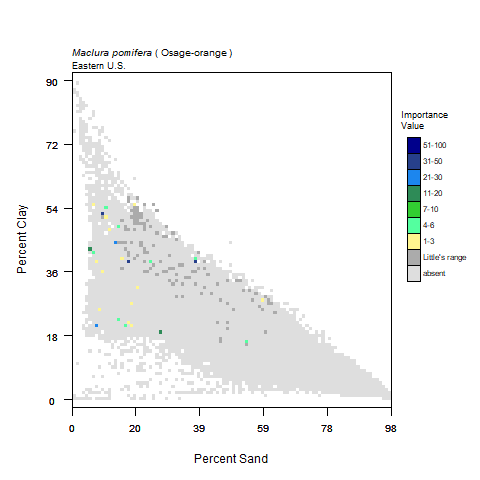 Maclura pomifera ( Osage-orange )
Eastern U.S.
Percent Clay
90
72
54
36
18
0
0
20
39
59
78
98
Percent Sand
Importance
Value
51-100
31-50
21-30
11-20
7-10
4-6
1-3
Little's range
absent